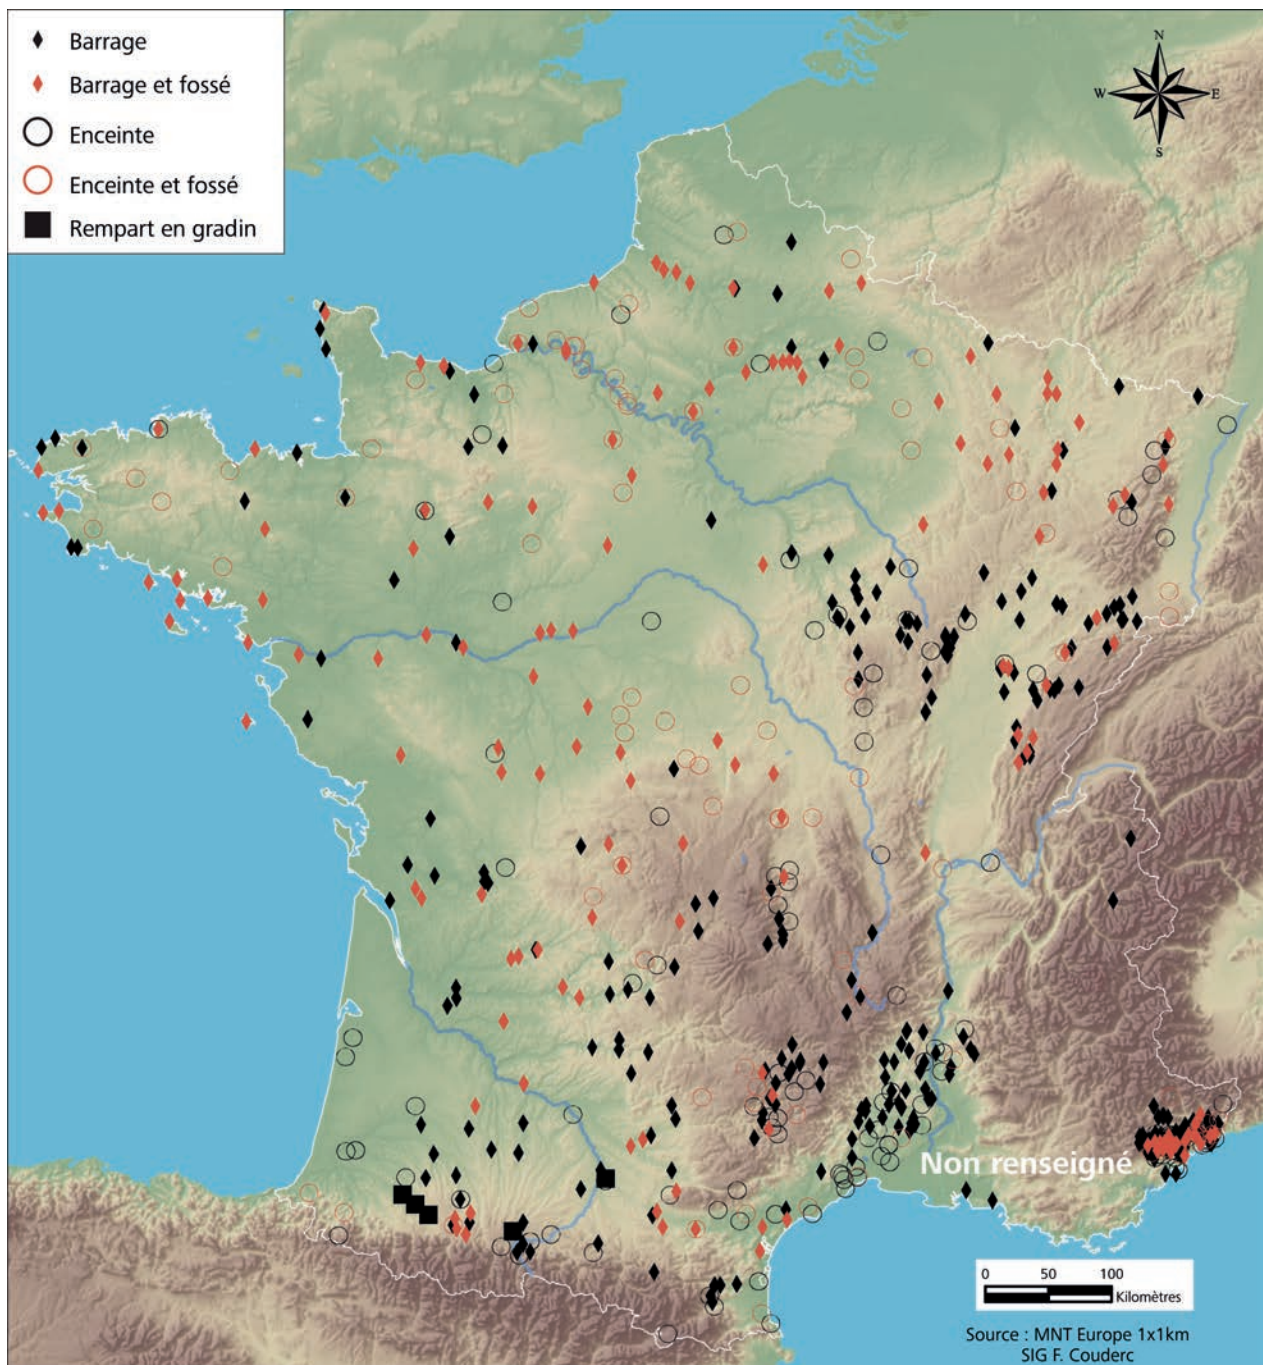 Barrage
Barrage et fossé
Enceinte
Enceinte et fossé
Rempart en gradin
N
W E
S
Non renseigné
0 50 100
Kilomètres
Source : MNT Europe 1x1km
SIG F. Couderc